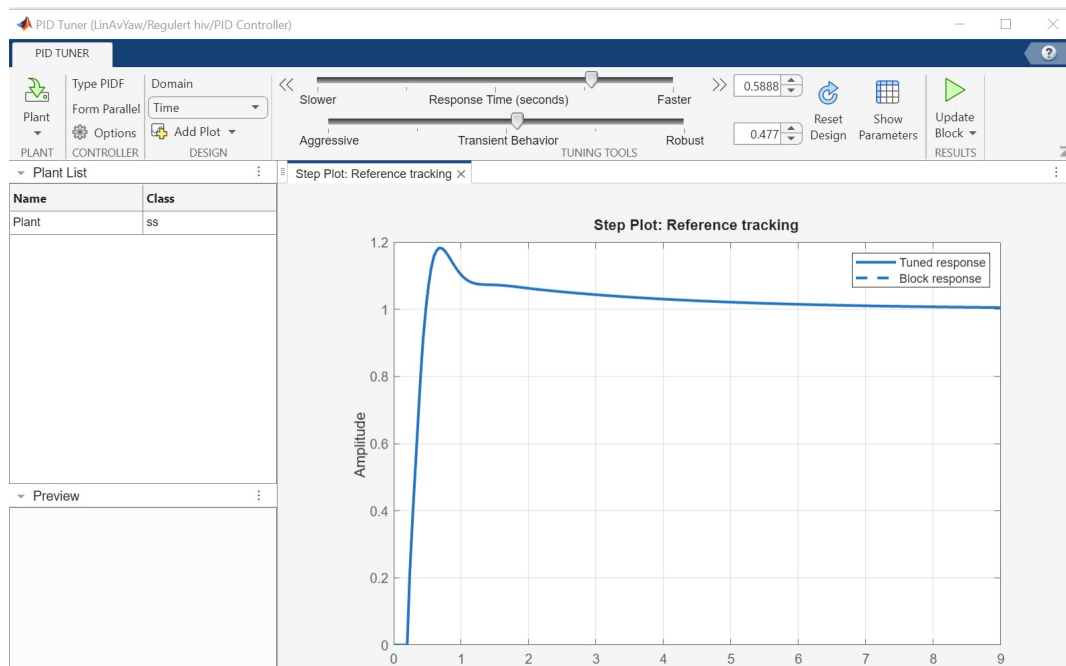 PID Tuner (LinAvYaw/Regulert hiv/PID Controller)
PID TUNER
?
Plant
Type PIDF
Form Parallel
Options
Domain
Time
Add Plot
Slower
Response Time (seconds)
Faster
0.5888
Aggressive
Transient Behavior
Robust
0.477
Reset
Design
Show
Parameters
Update
Block
PLANT
CONTROLLER
DESIGN
TUNING TOOLS
RESULTS
Plant List
Name Class
Plant ss
Preview
Step Plot: Reference tracking
Step Plot: Reference tracking
Tuned response
Block response
Amplitude
1.2
1
0.8
0.6
0.4
0.2
0
0 1 2 3 4 5 6 7 8 9